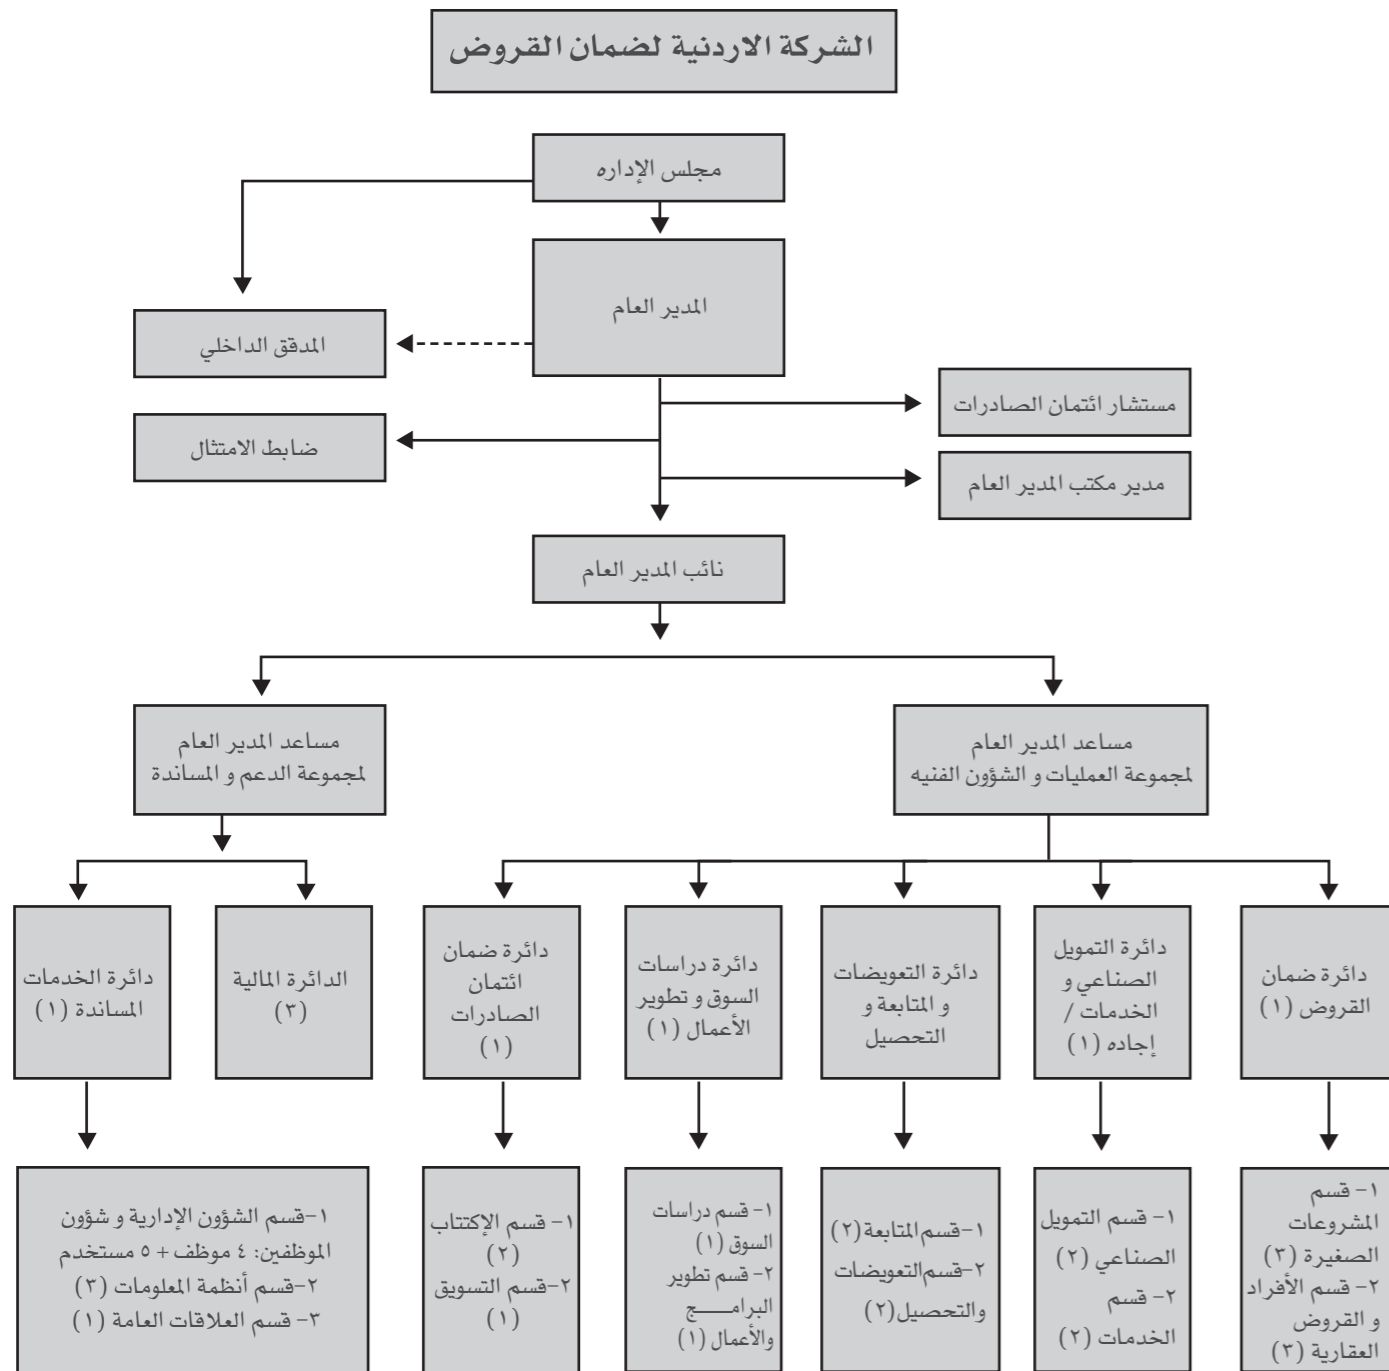 الشركة الاردنية لضمان القروض
مجلس الإداره
المدير العام
المدقق الداخلي
مستشار ائتمان الصادرات
ضابط الامتثال
مدير مكتب المدير العام
نائب المدير العام
مساعد المدير العام
لمجموعة العمليات و الشؤون الفنيه
مساعد المدير العام
لمجموعة الدعم و المساندة
دائرة ضمان
القروض (١)
دائرة التمويل
الصناعي و
الخدمات /
إجاده (١)
دائرة التعويضات
و المتابعة و
التحصيل
دائرة دراسات
السوق و تطوير
الأعمال (١)
دائرة ضمان
ائتمان
الصادرات
(١)
الدائرة المالية
(٣)
دائرة الخدمات
المساندة (١)
١- قسم
المشروعات
الصغيرة (٣)
٢- قسم الأفراد
و القروض
العقارية (٣)
١- قسم التمويل
الصناعي (٢)
٢- قسم
الخدمات (٢)
١-قسم المتابعة(٢)
٢-قسم التعويضات
والتحصيل(٢)
١- قسم دراسات
السوق (١)
٢- قسم تطوير
البرامــــج
والأعمال (١)
١- قسم الإكتتاب
(٢)
٢-قسم التسويق
(١)
١-قسم الشؤون الإدارية و شؤون
الموظفين: ٤ موظف + ٥ مستخدم
٢-قسم أنظمة المعلومات (٣)
٣- قسم العلاقات العامة (١)